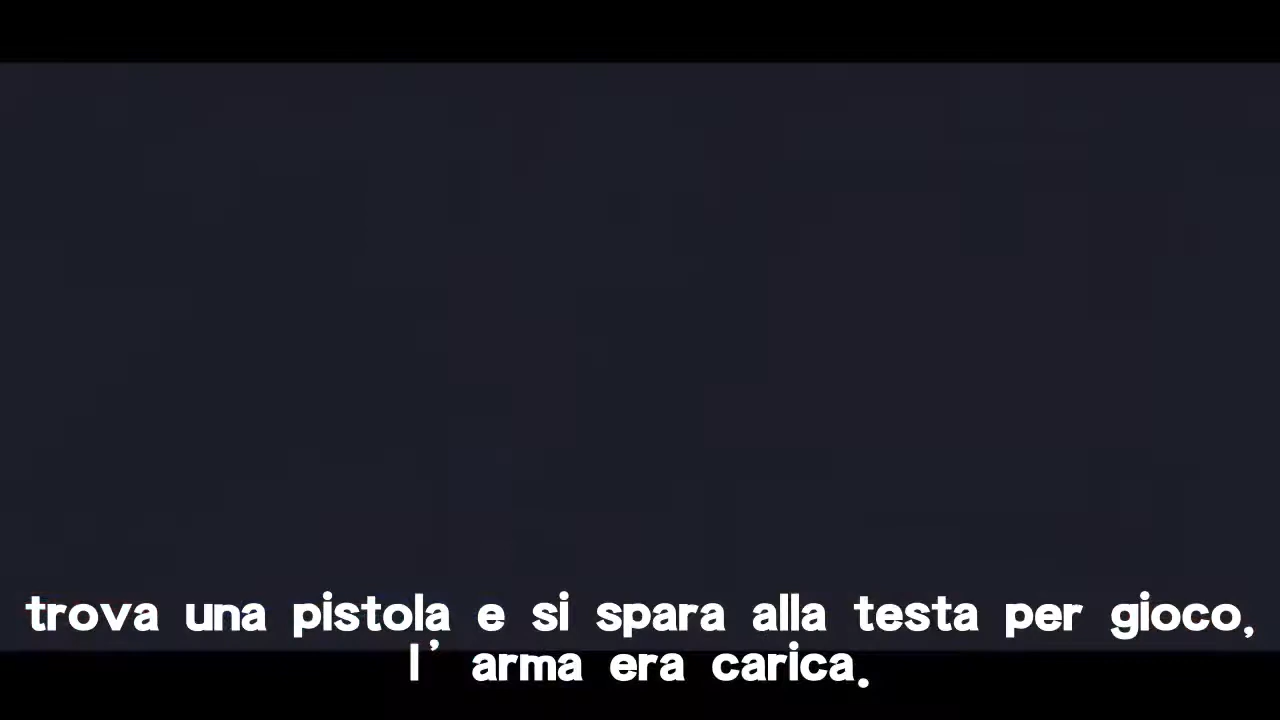 trova una pistola e si spara alla testa per gioco,
l’arma era carica.